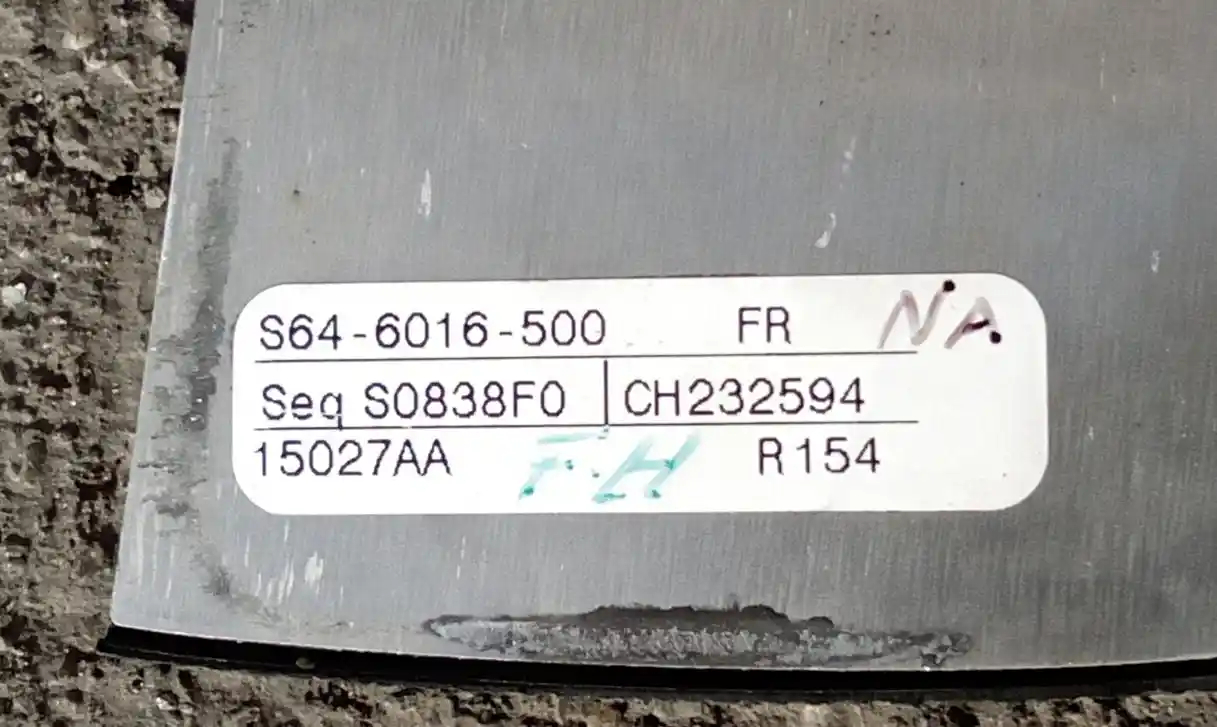 S64-6016-500 FR NA
Seq S0838F0 CH232594
15027AA F.H R154